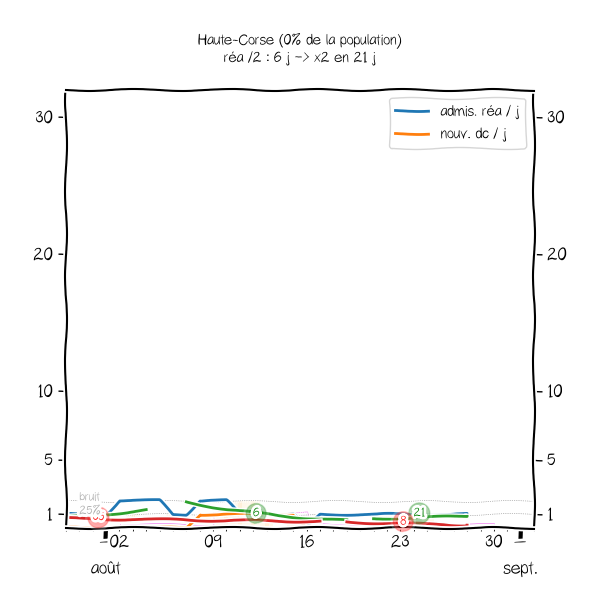 Haute-Corse (0% de la population)
réa /2 : 6 j -> x2 en 21 j
admis. réa / j
nouv. dc / j
30 30
20 20
10 10
5 5
bruit
25%
1 6 8 21 1
02 09 16 23 30
août sept.